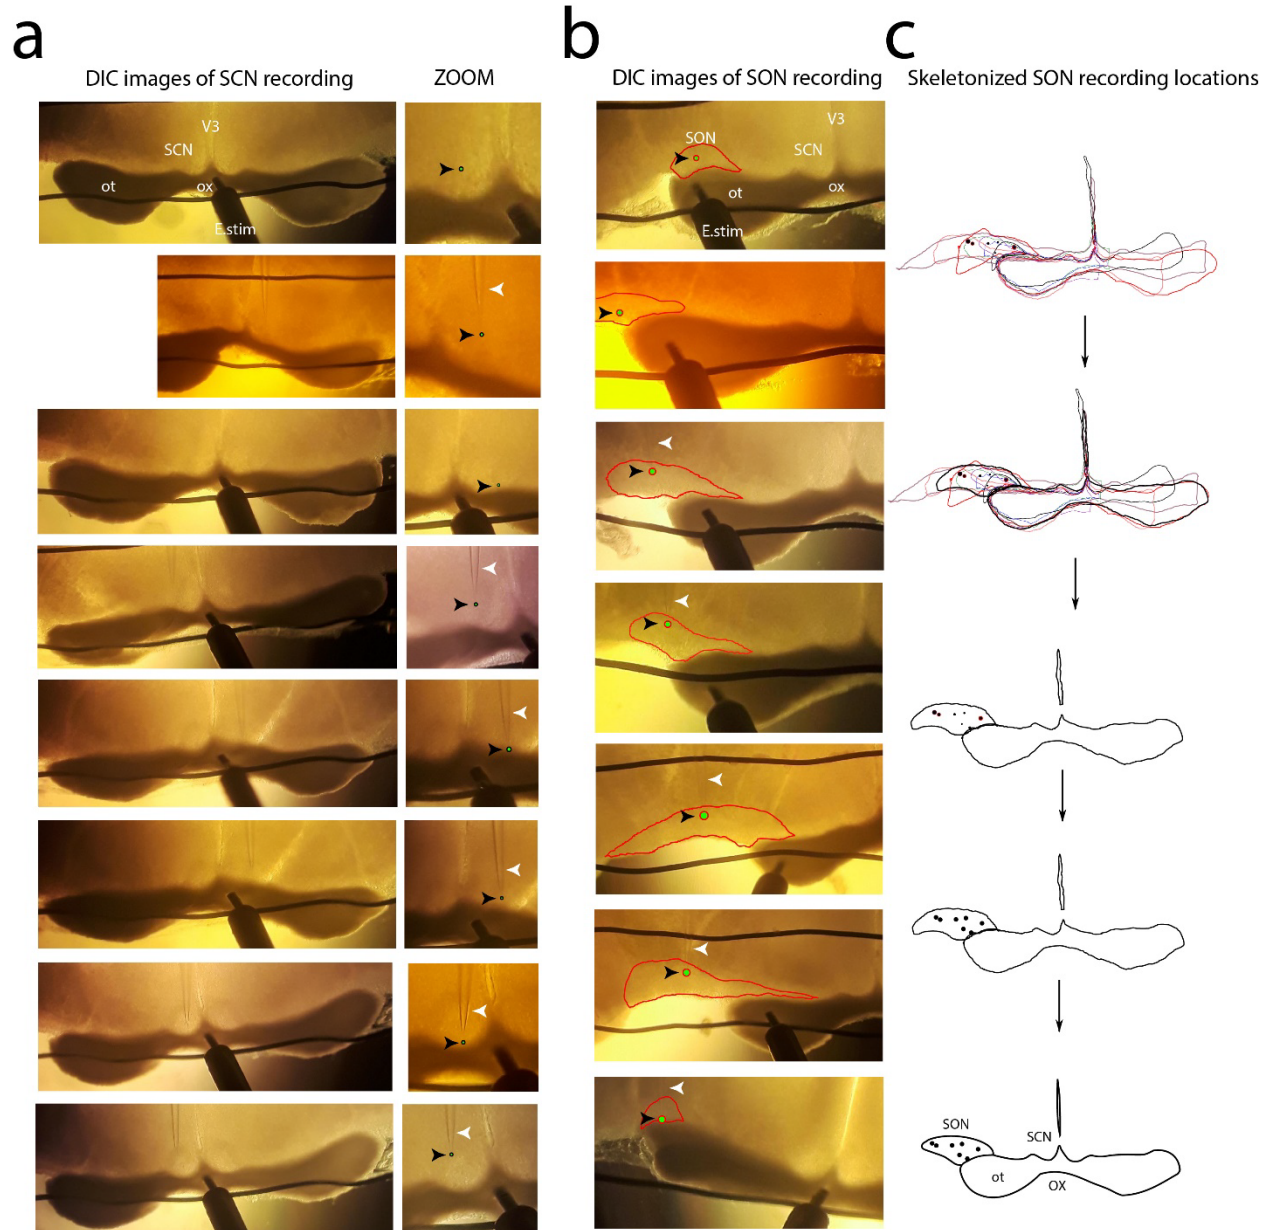 a
b
c
DIC images of SCN recording
ZOOM
DIC images of SON recording
Skeletonized SON recording locations
V3
SCN
ot
ox
E.stim
SON
V3
SCN
ot
ox
E.stim
SON
SCN
ot
OX